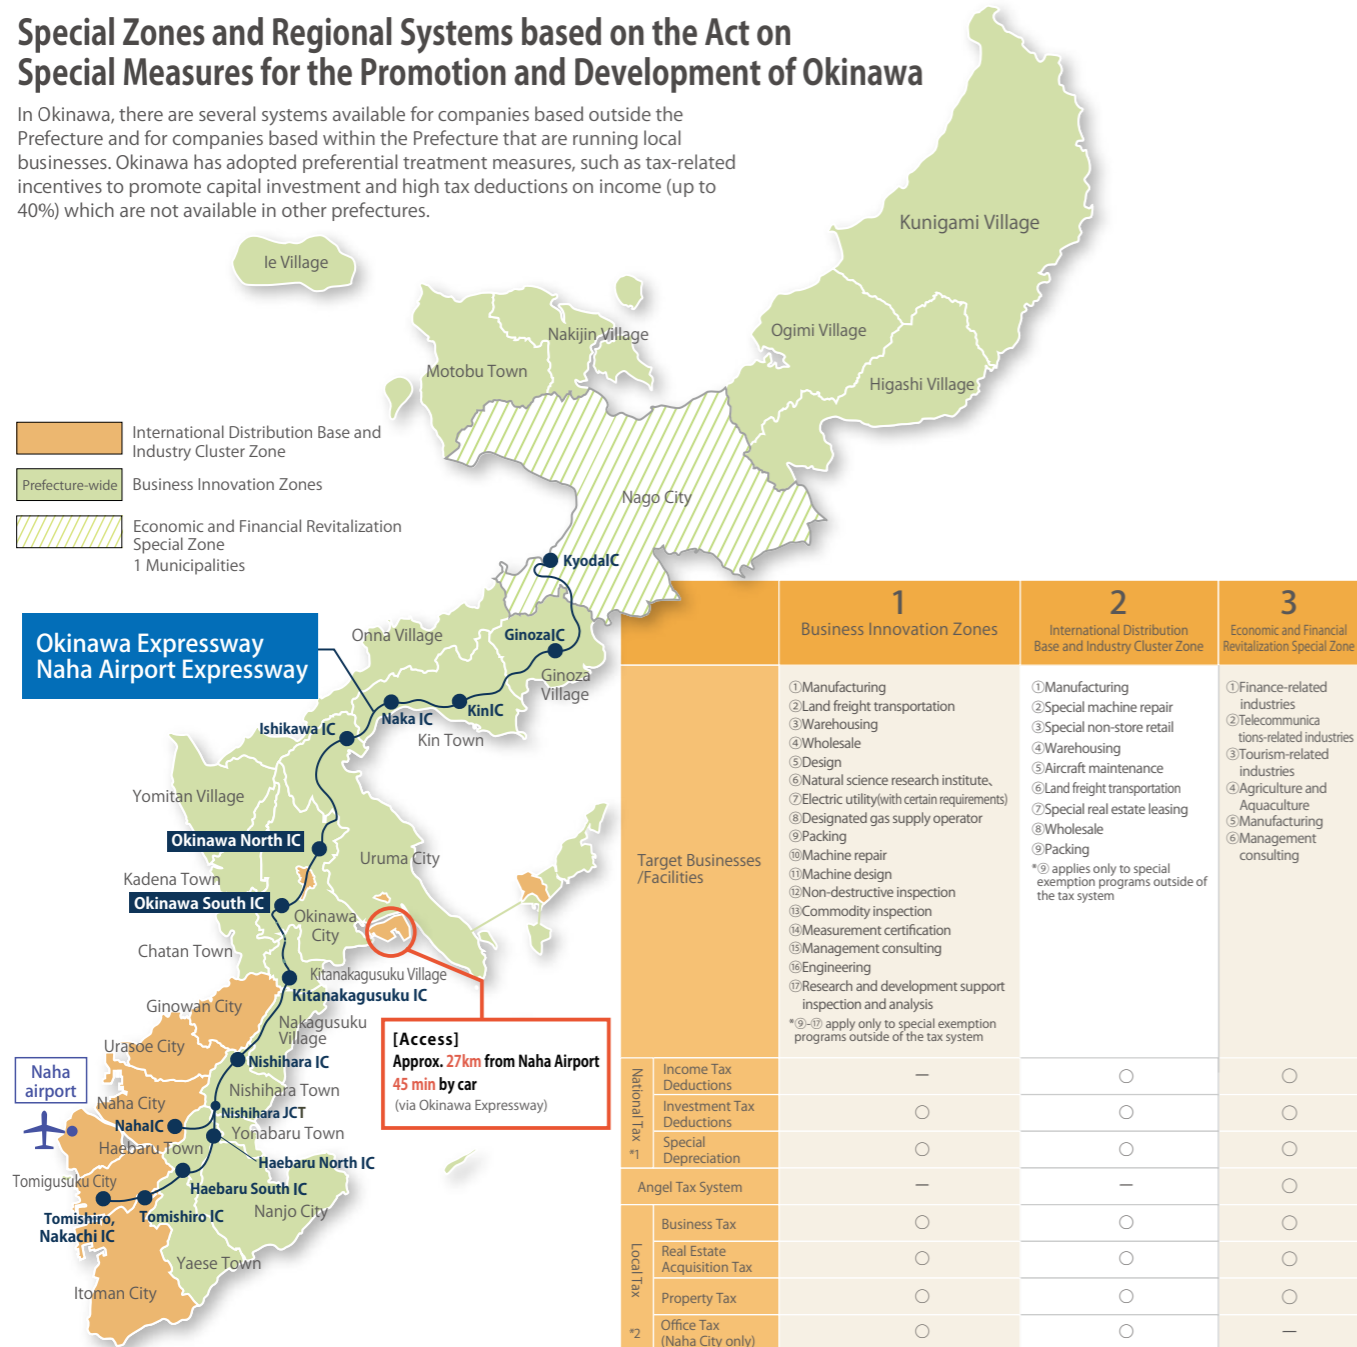 Special Zones and Regional Systems based on the Act on
Special Measures for the Promotion and Development of Okinawa
In Okinawa, there are several systems available for companies based outside the
Prefecture and for companies based within the Prefecture that are running local
businesses. Okinawa has adopted preferential treatment measures, such as tax-related
incentives to promote capital investment and high tax deductions on income (up to
40%) which are not available in other prefectures.
Kunigami Village
Ie Village
Nakijin Village
Ogimi Village
Motobu Town
Higashi Village
International Distribution Base and
Industry Cluster Zone
Prefecture-wide
Business Innovation Zones
Economic and Financial Revitalization
Special Zone
1 Municipalities
Nago City
KyodaIC
Okinawa Expressway
Naha Airport Expressway
Onna Village
GinozaIC
Ginoza
Village
Naka IC
KinIC
Ishikawa IC
Kin Town
Yomitan Village
Okinawa North IC
Uruma City
Kadena Town
Okinawa South IC
Okinawa
City
Chatan Town
Kitanakagusuku Village
Kitanakagusuku IC
Ginowan City
Nakagusuku
Village
Urasoe City
Nishihara IC
Naha
airport
Nishihara Town
Naha City
Nishihara JCT
NahaIC
Yonabaru Town
Haebaru Town
Haebaru North IC
Tomigusuku City
Haebaru South IC
Tomishiro,
Nakachi IC
Tomishiro IC
Nanjo City
Yaese Town
Itoman City
[Access]
Approx. 27km from Naha Airport
45 min by car
(via Okinawa Expressway)
1
Business Innovation Zones
2
International Distribution
Base and Industry Cluster Zone
3
Economic and Financial
Revitalization Special Zone
Target Businesses
/Facilities
①Manufacturing
②Land freight transportation
③Warehousing
④Wholesale
⑤Design
⑥Natural science research institute、
⑦Electric utility(with certain requirements)
⑧Designated gas supply operator
⑨Packing
⑩Machine repair
⑪Machine design
⑫Non-destructive inspection
⑬Commodity inspection
⑭Measurement certification
⑮Management consulting
⑯Engineering
⑰Research and development support
inspection and analysis
*⑨-⑰ apply only to special exemption
programs outside of the tax system
①Manufacturing
②Special machine repair
③Special non-store retail
④Warehousing
⑤Aircraft maintenance
⑥Land freight transportation
⑦Special real estate leasing
⑧Wholesale
⑨Packing
*⑨ applies only to special
exemption programs outside of
the tax system
①Finance-related
industries
②Telecommunica
tions-related industries
③Tourism-related
industries
④Agriculture and
Aquaculture
⑤Manufacturing
⑥Management
consulting
National Tax
*1
Income Tax
Deductions
— ○ ○
Investment Tax
Deductions
○ ○ ○
Special
Depreciation
○ ○ ○
Angel Tax System
— — ○
Local Tax
*2
Business Tax
○ ○ ○
Real Estate
Acquisition Tax
○ ○ ○
Property Tax
○ ○ ○
Office Tax
(Naha City only)
○ ○ —